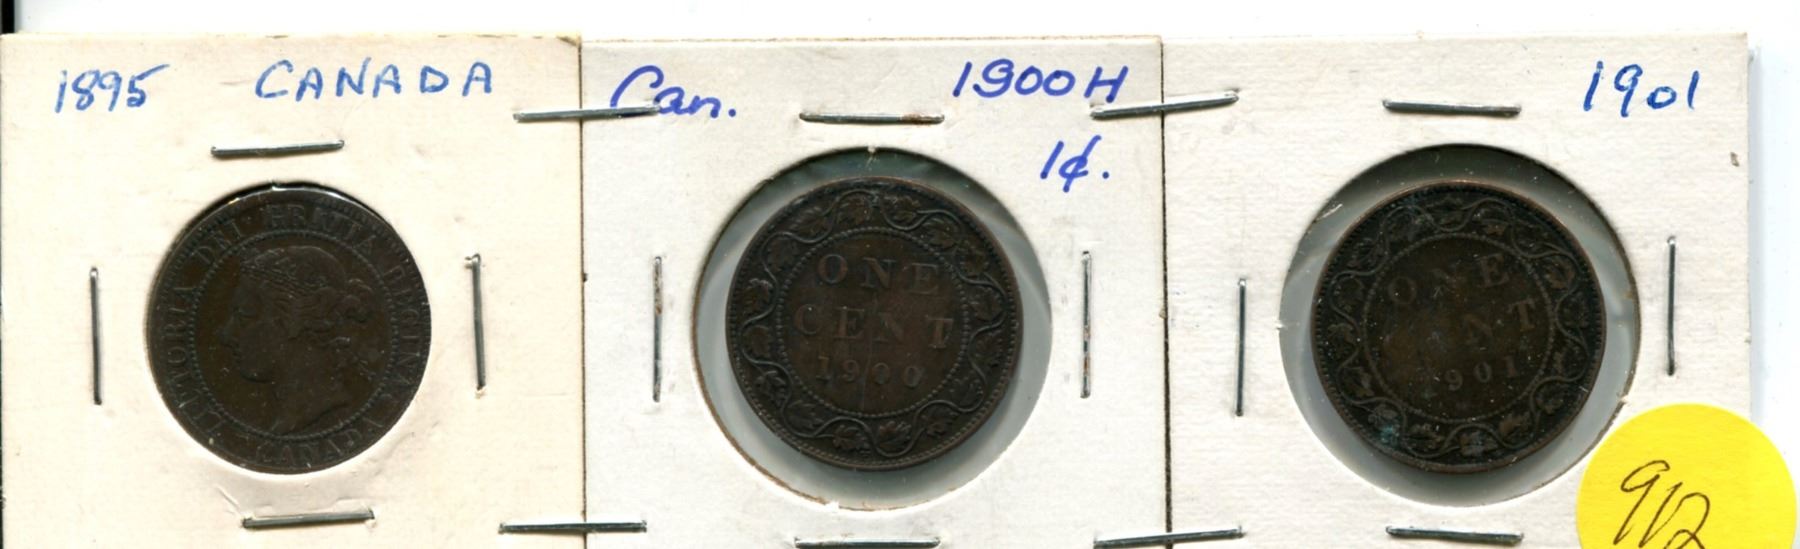 1895 CANADA
Can. 1900H
1¢.
1901
VICTORIA DEI GRATIA REGINA.
CANADA
ONE
CENT
1900
ONE
CENT
1901
912